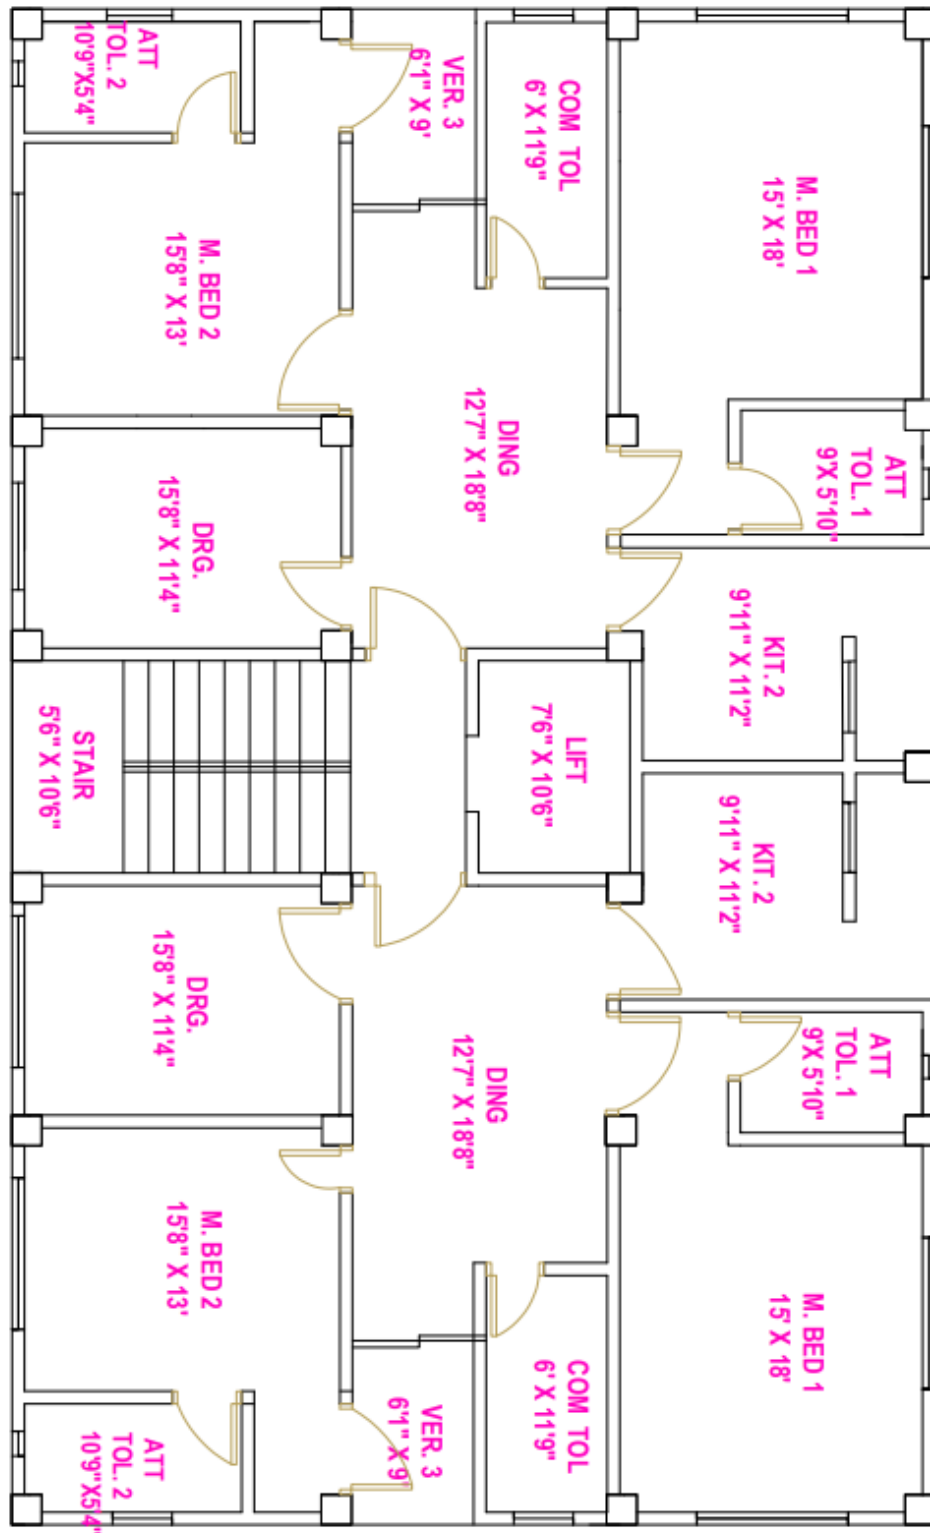 ATT
TOL. 2
10'9"X5'4"
VER. 3
6'1" X 9'
COM TOL
6' X 11'9"
M. BED 1
15' X 18'
M. BED 2
15'8" X 13'
DING
12'7" X 18'8"
ATT
TOL. 1
9'X 5'10"
DRG.
15'8" X 11'4"
KIT. 2
9'11" X 11'2"
STAIR
5'6" X 10'6"
LIFT
7'6" X 10'6"
KIT. 2
9'11" X 11'2"
DRG.
15'8" X 11'4"
DING
12'7" X 18'8"
ATT
TOL. 1
9'X 5'10"
M. BED 2
15'8" X 13'
M. BED 1
15' X 18'
ATT
TOL. 2
10'9"X5'4"
VER. 3
6'1" X 9'
COM TOL
6' X 11'9"